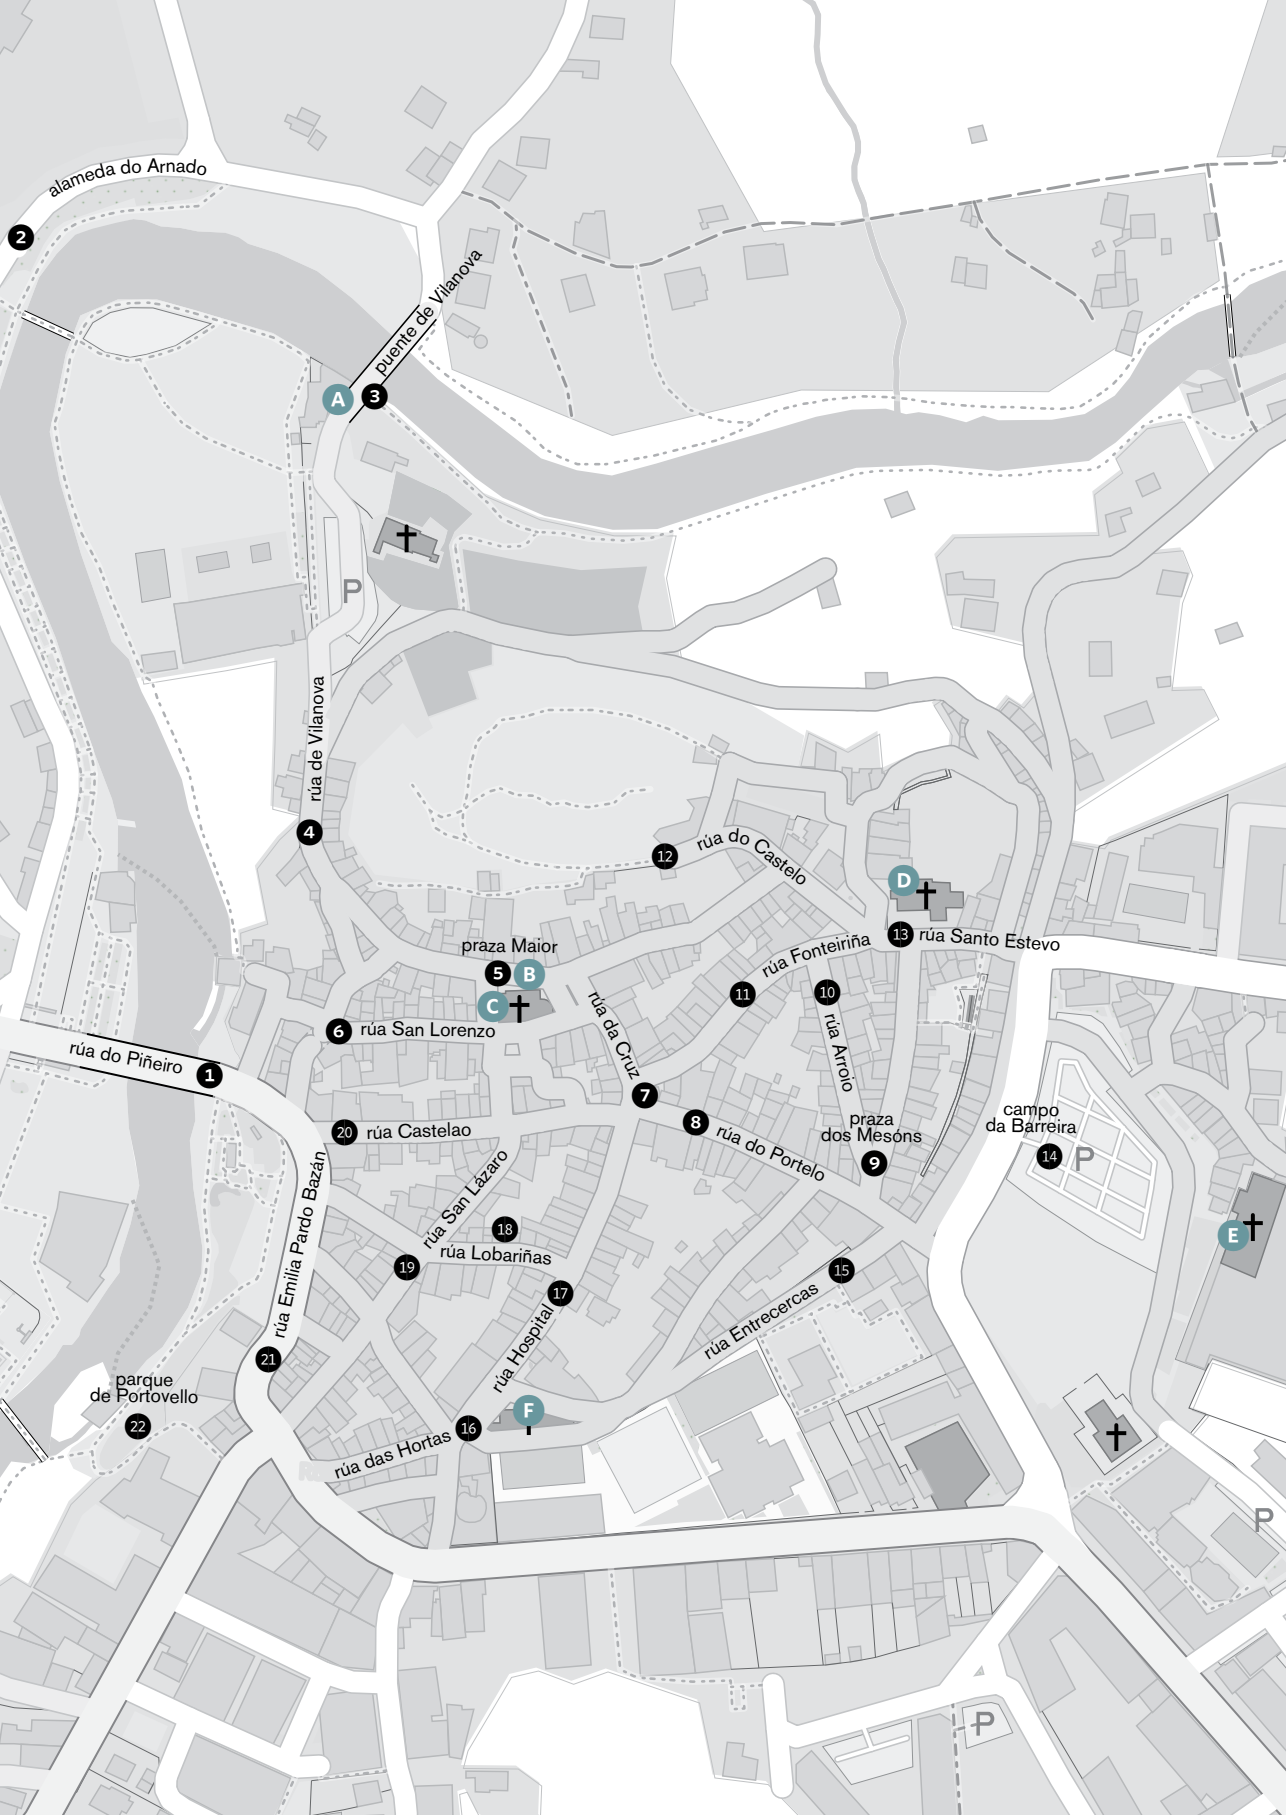 alameda do Arnado
2
puente de Vilanova
A
3
P
rúa de Vilanova
4
12
rúa do Castelo
D
13
rúa Santo Estevo
rúa Fonteiriña
praza Maior
5
B
C
11
10
6
rúa San Lorenzo
rúa da Cruz
rúa Arroio
rúa do Piñeiro
1
7
8
rúa do Portelo
praza
dos Mesóns
9
campo
da Barreira
14
P
20
rúa Castelao
rúa San Lázaro
18
rúa Lobariñas
19
E
rúa Emilia Pardo Bazán
17
15
rúa Entrecercas
rúa Hospital
21
parque
de Portovello
22
F
16
rúa das Hortas
P
P